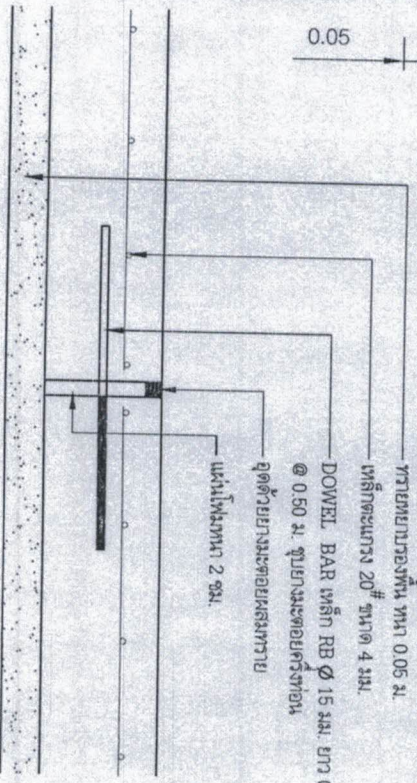 0.05
ทรายหยาบรองพื้น หนา 0.05 ม.
เหล็กตะแกรง 20# ขนาด 4 มม.
DOWEL BAR เหล็ก RB Ø 15 มม. ยาว
@ 0.50 ม. ชุบยางมะตอยครึ่งท่อน
อุดด้วยยางมะตอยผสมทราย
แผ่นโฟมหนา 2 ซม.